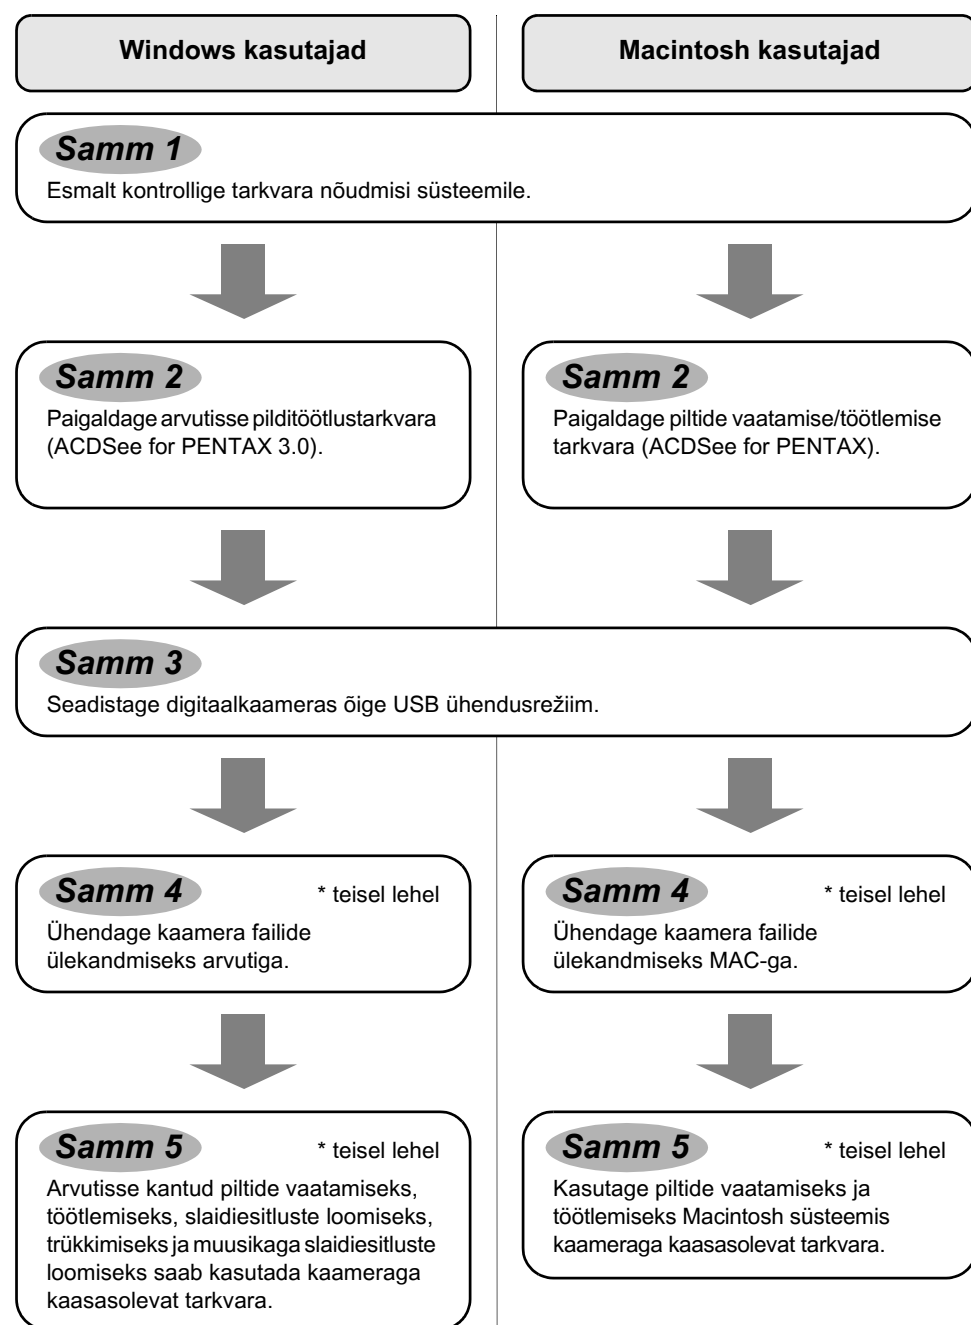 Windows kasutajad
Macintosh kasutajad
Samm 1
Esmalt kontrollige tarkvara nõudmisi süsteemile.
Samm 2
Paigaldage arvutisse pilditöötlustarkvara
(ACDSee for PENTAX 3.0).
Samm 2
Paigaldage piltide vaatamise/töötlemise
tarkvara (ACDSee for PENTAX).
Samm 3
Seadistage digitaalkaameras õige USB ühendusrežiim.
Samm 4
* teisel lehel
Ühendage kaamera failide
ülekandmiseks arvutiga.
Samm 4
* teisel lehel
Ühendage kaamera failide
ülekandmiseks MAC-ga.
Samm 5
* teisel lehel
Arvutisse kantud piltide vaatamiseks,
töötlemiseks, slaidiesitluste loomiseks,
trükkimiseks ja muusikaga slaidiesitluste
loomiseks saab kasutada kaameraga
kaasasolevat tarkvara.
Samm 5
* teisel lehel
Kasutage piltide vaatamiseks ja
töötlemiseks Macintosh süsteemis
kaameraga kaasasolevat tarkvara.